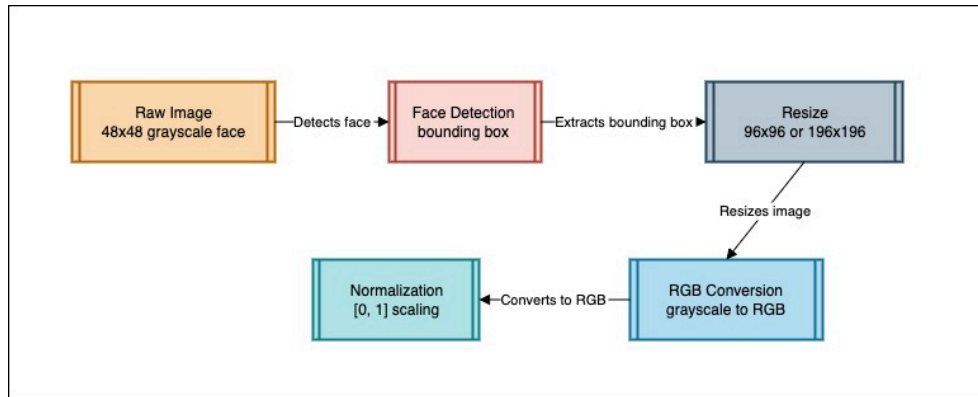 Raw Image
48x48 grayscale face
Detects face
Face Detection
bounding box
Extracts bounding box
Resize
96x96 or 196x196
Resizes image
RGB Conversion
grayscale to RGB
Converts to RGB
Normalization
[0, 1] scaling